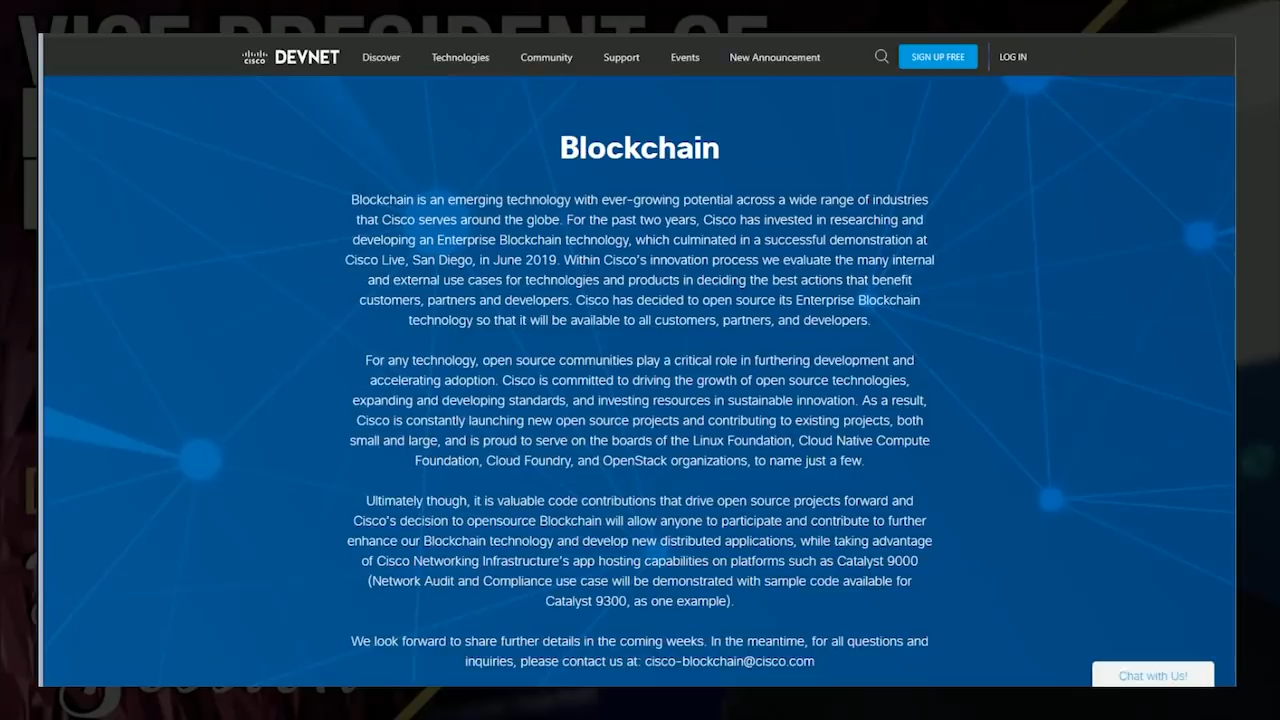 VICE PRESIDENT OF
cisco DEVNET Discover Technologies Community Support Events New Announcement SIGN UP FREE LOG IN
Blockchain
Blockchain is an emerging technology with ever-growing potential across a wide range of industries
that Cisco serves around the globe. For the past two years, Cisco has invested in researching and
developing an Enterprise Blockchain technology, which culminated in a successful demonstration at
Cisco Live, San Diego, in June 2019. Within Cisco's innovation process we evaluate the many internal
and external use cases for technologies and products in deciding the best actions that benefit
customers, partners and developers. Cisco has decided to open source its Enterprise Blockchain
technology so that it will be available to all customers, partners, and developers.
For any technology, open source communities play a critical role in furthering development and
accelerating adoption. Cisco is committed to driving the growth of open source technologies,
expanding and developing standards, and investing resources in sustainable innovation. As a result,
Cisco is constantly launching new open source projects and contributing to existing projects, both
small and large, and is proud to serve on the boards of the Linux Foundation, Cloud Native Compute
Foundation, Cloud Foundry, and OpenStack organizations, to name just a few.
Ultimately though, it is valuable code contributions that drive open source projects forward and
Cisco's decision to opensource Blockchain will allow anyone to participate and contribute to further
enhance our Blockchain technology and develop new distributed applications, while taking advantage
of Cisco Networking Infrastructure's app hosting capabilities on platforms such as Catalyst 9000
(Network Audit and Compliance use case will be demonstrated with sample code available for
Catalyst 9300, as one example).
We look forward to share further details in the coming weeks. In the meantime, for all questions and
inquiries, please contact us at: cisco-blockchain@cisco.com
Chat with Us!